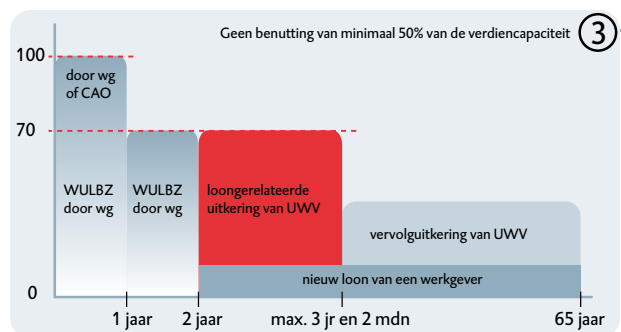 Geen benutting van minimaal 50% van de verdiencapaciteit 3
100
door wg
of CAO
70
WULBZ
door wg
WULBZ
door wg
loongerelateerde
uitkering van UWV
vervolguitkering van UWV
nieuw loon van een werkgever
0
1 jaar 2 jaar max. 3 jr en 2 mdn 65 jaar